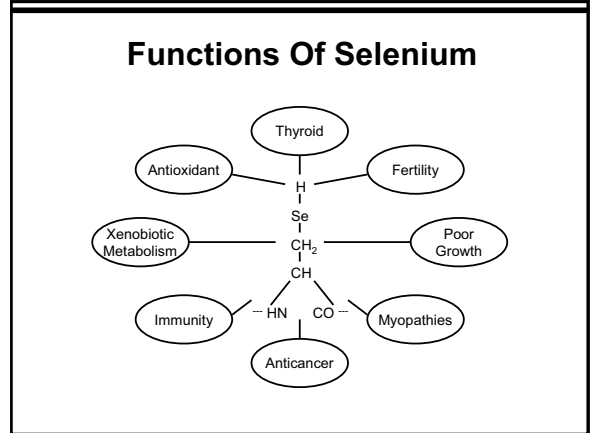 Functions Of Selenium
Thyroid
Antioxidant
Fertility
H
Se
Xenobiotic
Metabolism
CH₂
Poor
Growth
CH
Immunity
--- HN
CO ---
Myopathies
Anticancer